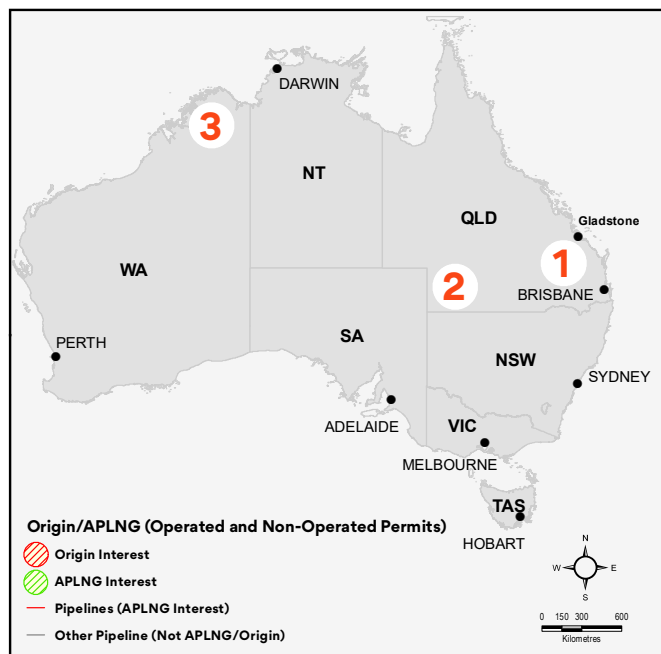 DARWIN
3
NT
QLD
Gladstone
WA
1
2
BRISBANE
SA
PERTH
NSW
SYDNEY
ADELAIDE
VIC
MELBOURNE
TAS
HOBART
Origin/APLNG (Operated and Non-Operated Permits)
Origin Interest
APLNG Interest
Pipelines (APLNG Interest)
Other Pipeline (Not APLNG/Origin)
N
W E
S
0 150 300 600
Kilometres